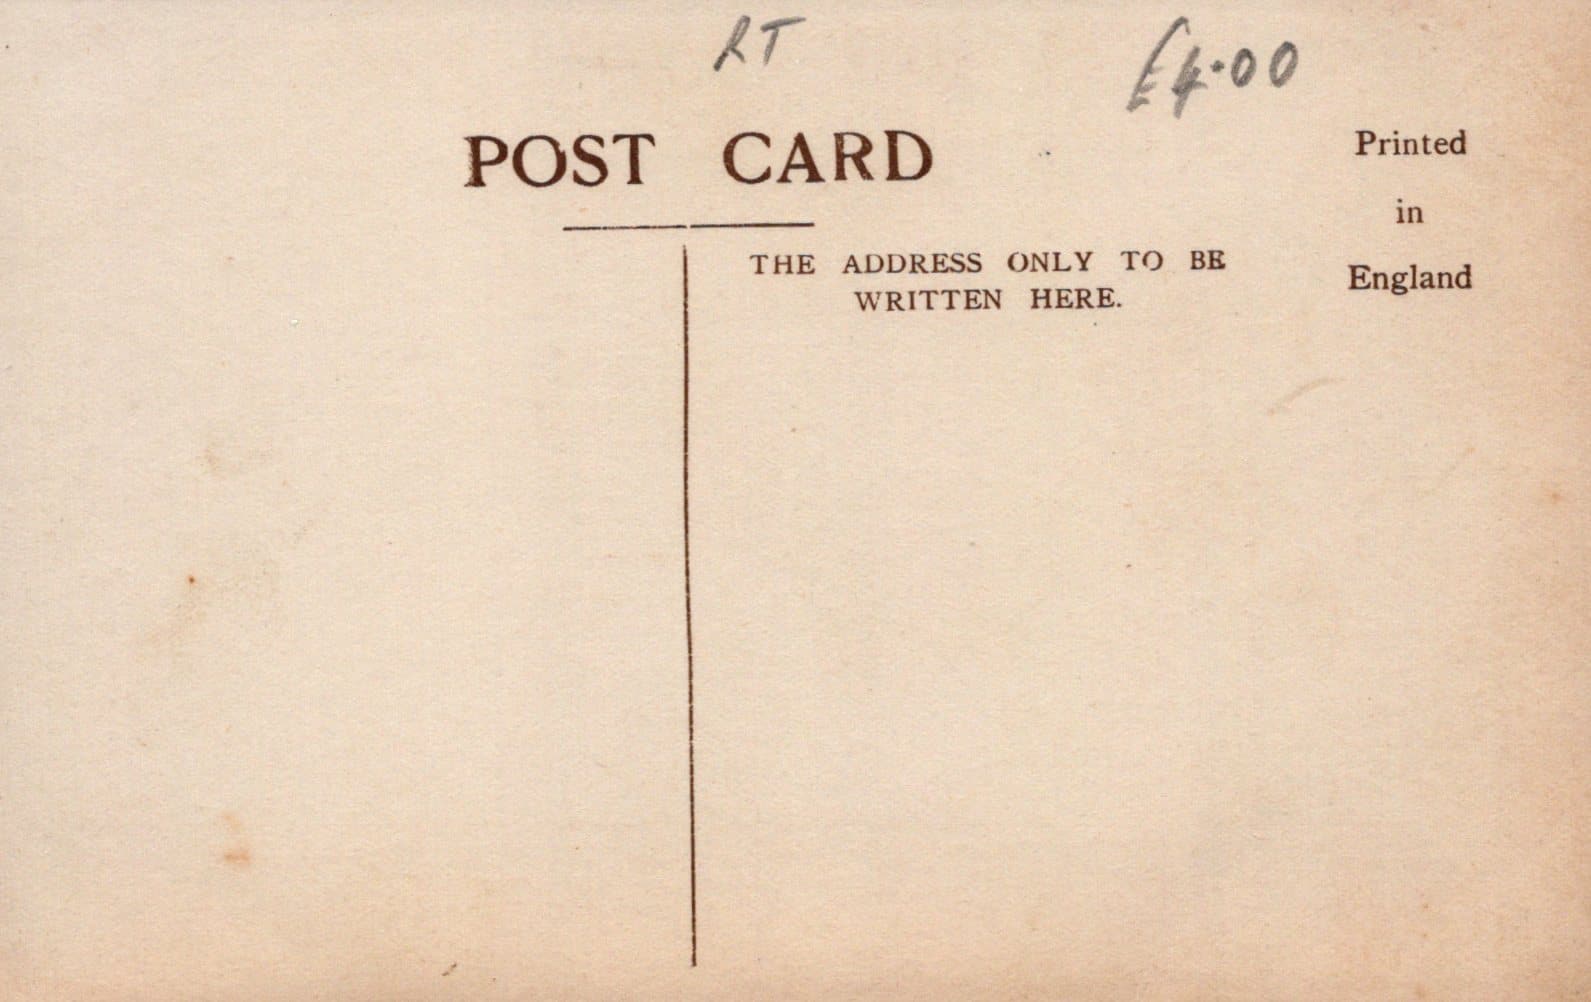 RT
£4.00
POST CARD
Printed
in
England
THE ADDRESS ONLY TO BE
WRITTEN HERE.